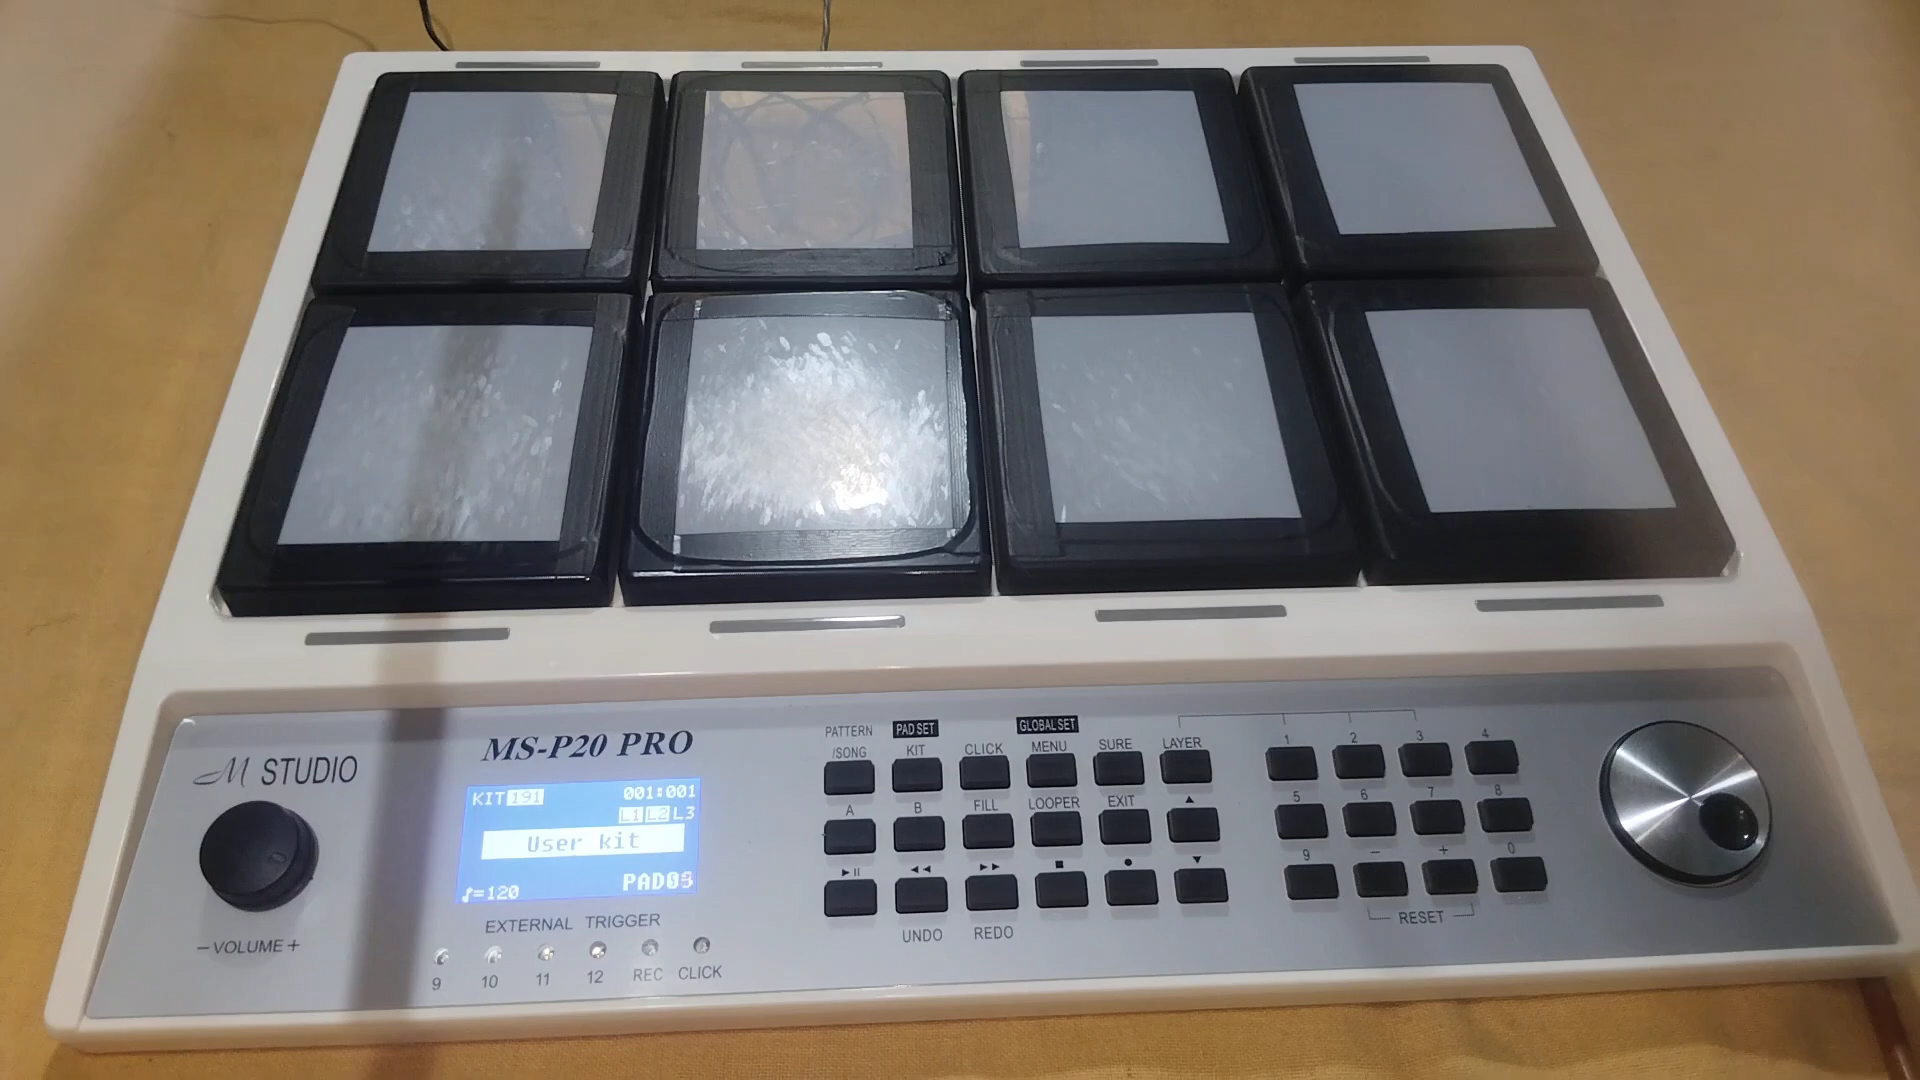 M STUDIO
MS-P20 PRO
KIT 191 001:001
L1 L2 L3
User kit
♪=120
EXTERNAL TRIGGER
9 10 11 12 REC CLICK
−VOLUME+
PATTERN
/SONG
PAD SET
KIT
CLICK
GLOBAL SET
MENU
SURE
LAYER
A
B
FILL
LOOPER
EXIT
▲
▶II
◀◀
▶▶
■
●
▼
UNDO
REDO
1 2 3 4
5 6 7 8
9 − + 0
RESET